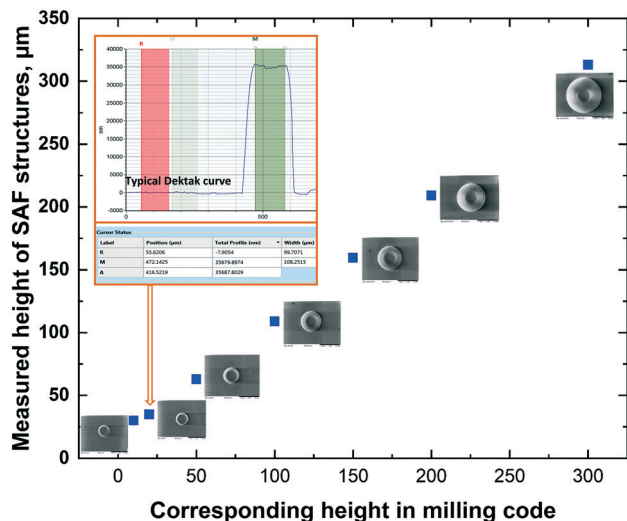 Measured height of SAF structures, μm
350
300
250
200
150
100
50
0
R
M
M
40000
35000
30000
25000
20000
15000
10000
5000
0
-5000
nm
Typical Dektak curve
0
500
Cursor Status
Label Position (μm) Total Profile (nm) Width (μm)
R 55.6206 -7.9054 99.7071
M 472.1425 35679.8974 108.2515
A 416.5219 35687.8029
0 50 100 150 200 250 300
Corresponding height in milling code